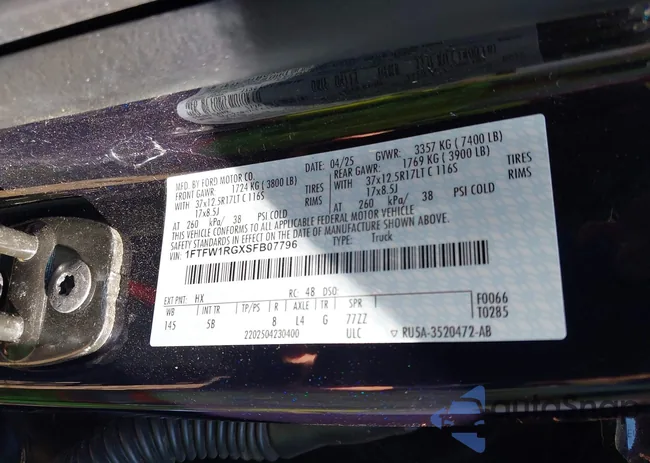 MFD. BY FORD MOTOR CO.
DATE: 04/25 GVWR: 3357 KG ( 7400 LB)
FRONT GAWR: 1724 KG ( 3800 LB)
REAR GAWR: 1769 KG ( 3900 LB)
WITH 37x12.5R17LT C 116S TIRES
WITH 37x12.5R17LT C 116S TIRES
17x8.5J RIMS
17x8.5J RIMS
AT 260 kPa/ 38 PSI COLD
AT 260 kPa/ 38 PSI COLD
THIS VEHICLE CONFORMS TO ALL APPLICABLE FEDERAL MOTOR VEHICLE
SAFETY STANDARD IN EFFECT ON THE DATE OF MANUFACTURE SHOWN ABOVE.
1FTFW1RGXSFB07796 TYPE: Truck
EXT PNT: HX RC: 48 DSO: F0066
WB INT TR TP/PS R AXLE TR SPR T0285
145 5B 8 L4 G 77ZZ
2202504230400 ULC RU5A-3520472-AB